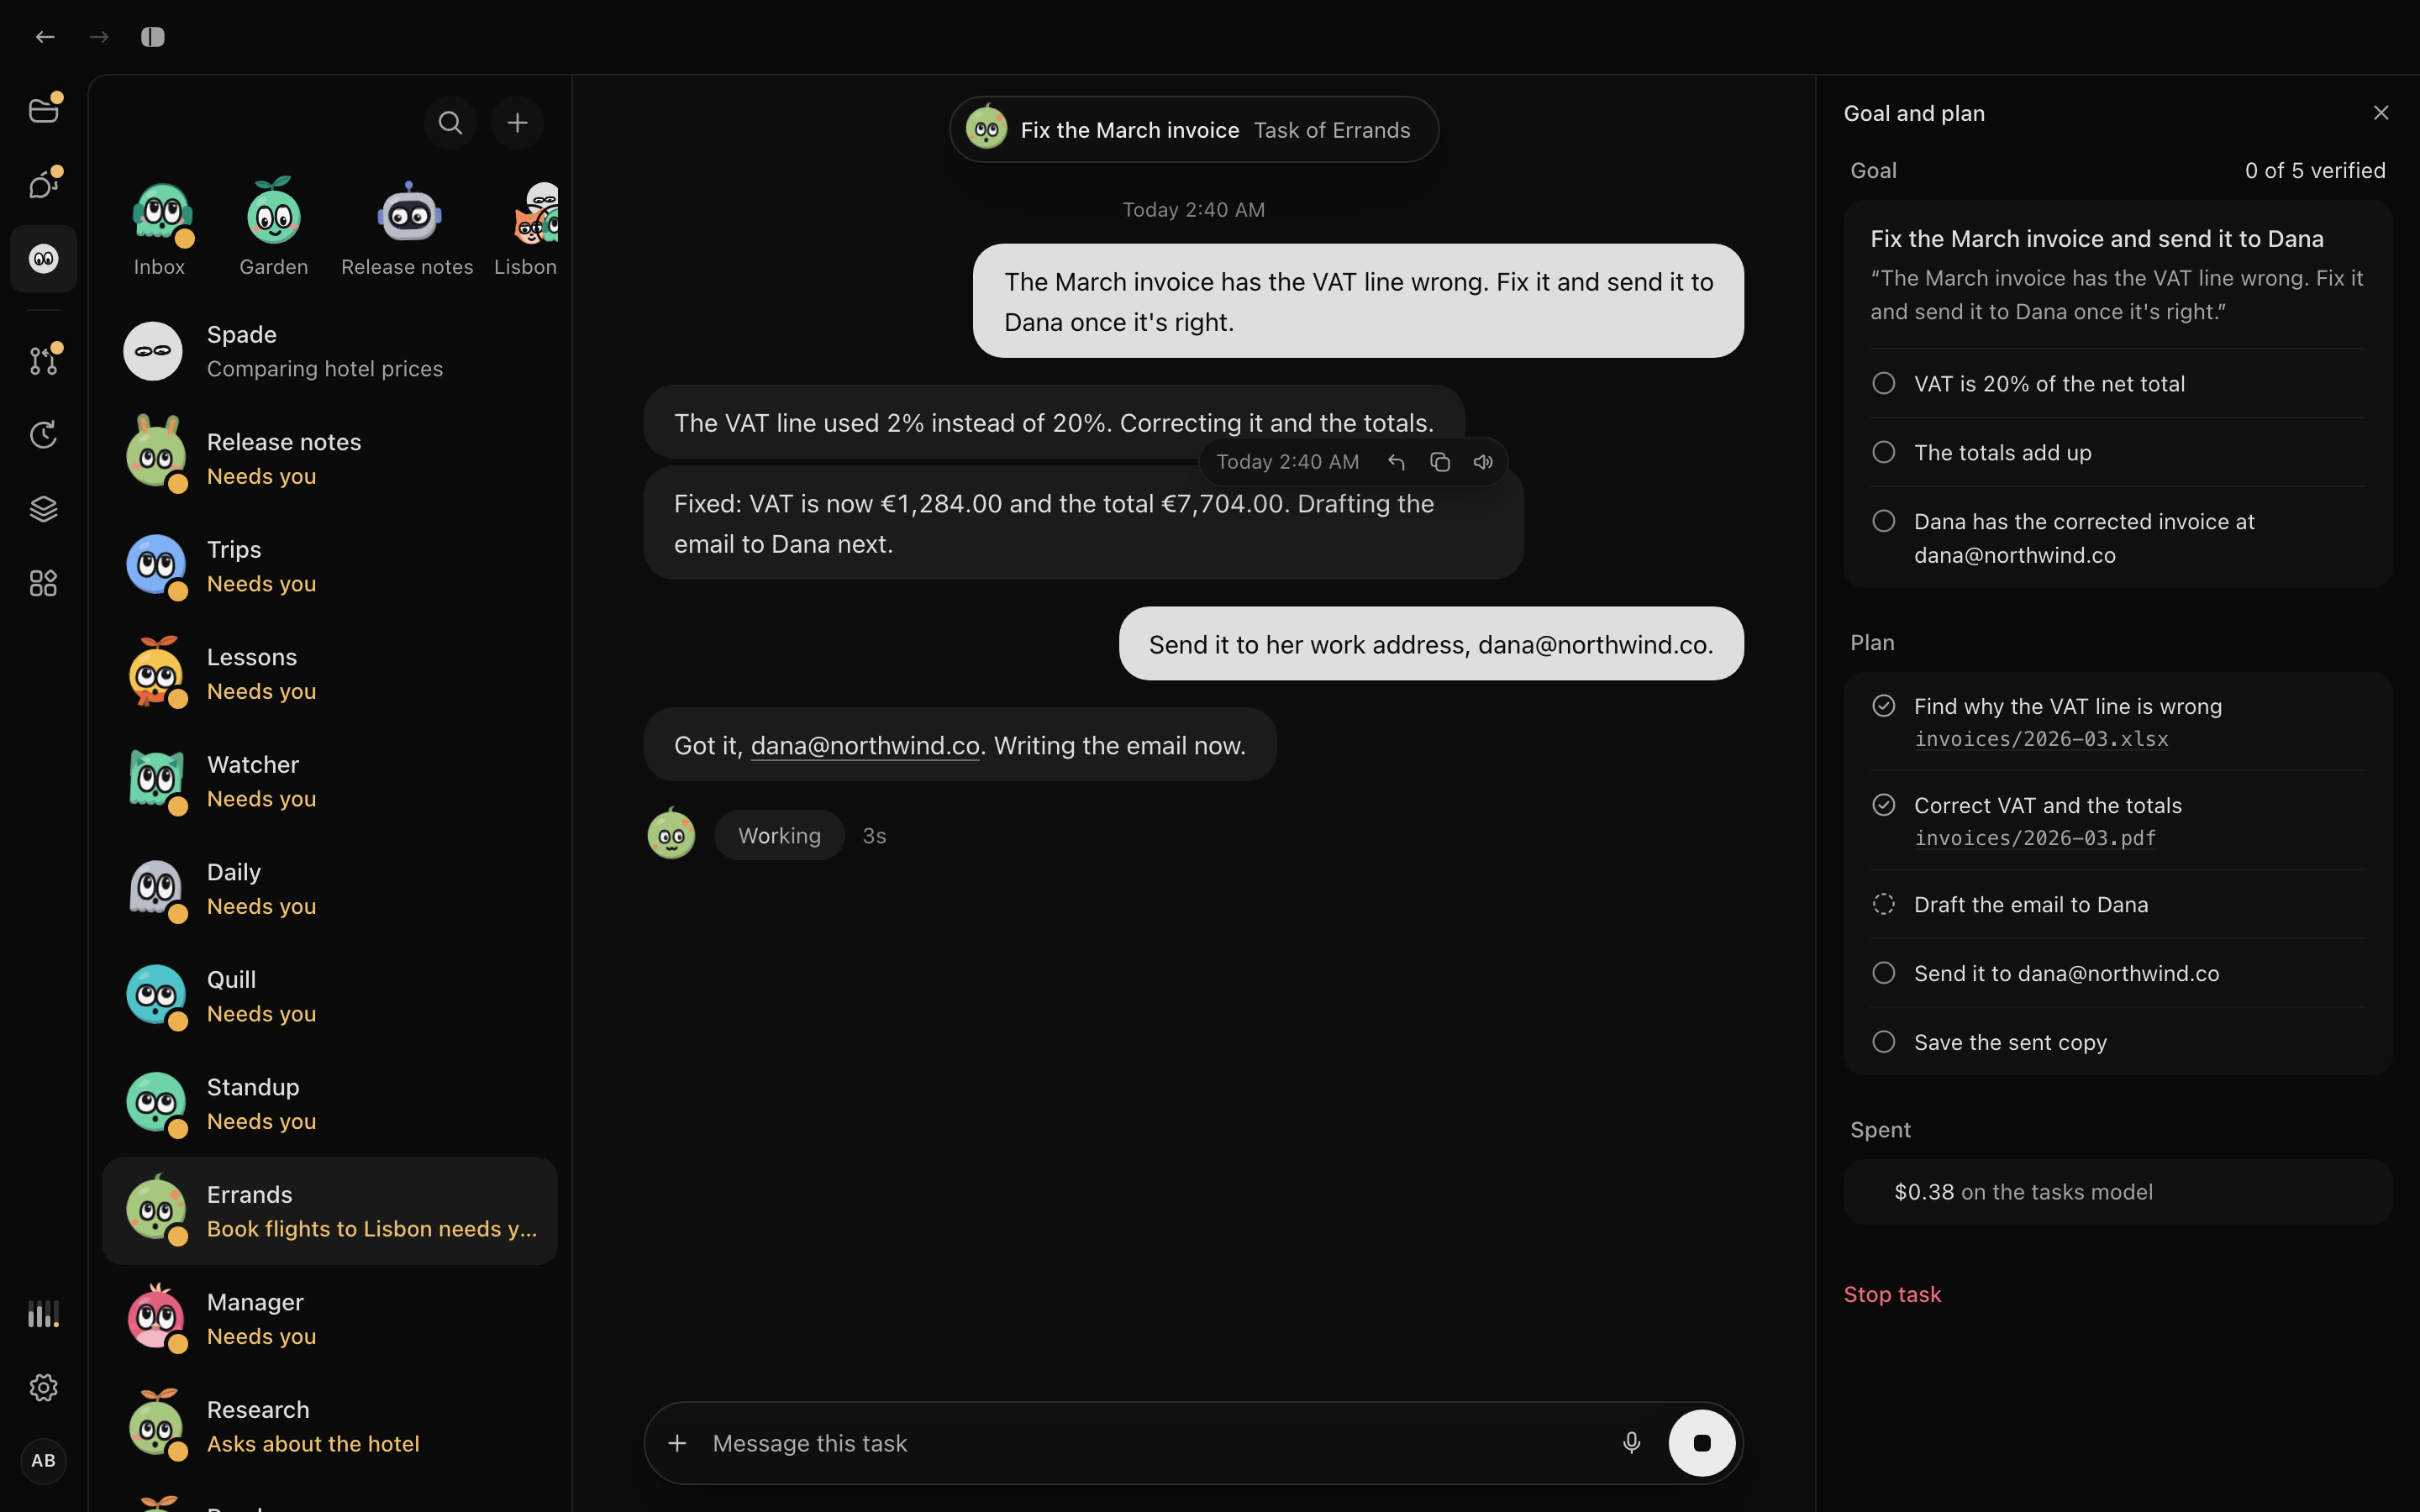 Inbox
Garden
Release notes
Lisbon
Spade
Comparing hotel prices
Release notes
Needs you
Trips
Needs you
Lessons
Needs you
Watcher
Needs you
Daily
Needs you
Quill
Needs you
Standup
Needs you
Errands
Book flights to Lisbon needs y...
Manager
Needs you
Research
Asks about the hotel
AB
Fix the March invoice Task of Errands
Today 2:40 AM
The March invoice has the VAT line wrong. Fix it and send it to
Dana once it's right.
The VAT line used 2% instead of 20%. Correcting it and the totals.
Today 2:40 AM
Fixed: VAT is now €1,284.00 and the total €7,704.00. Drafting the
email to Dana next.
Send it to her work address, dana@northwind.co.
Got it, dana@northwind.co. Writing the email now.
Working 3s
Message this task
Goal and plan
Goal 0 of 5 verified
Fix the March invoice and send it to Dana
“The March invoice has the VAT line wrong. Fix it
and send it to Dana once it's right.”
VAT is 20% of the net total
The totals add up
Dana has the corrected invoice at
dana@northwind.co
Plan
Find why the VAT line is wrong
invoices/2026-03.xlsx
Correct VAT and the totals
invoices/2026-03.pdf
Draft the email to Dana
Send it to dana@northwind.co
Save the sent copy
Spent
$0.38 on the tasks model
Stop task